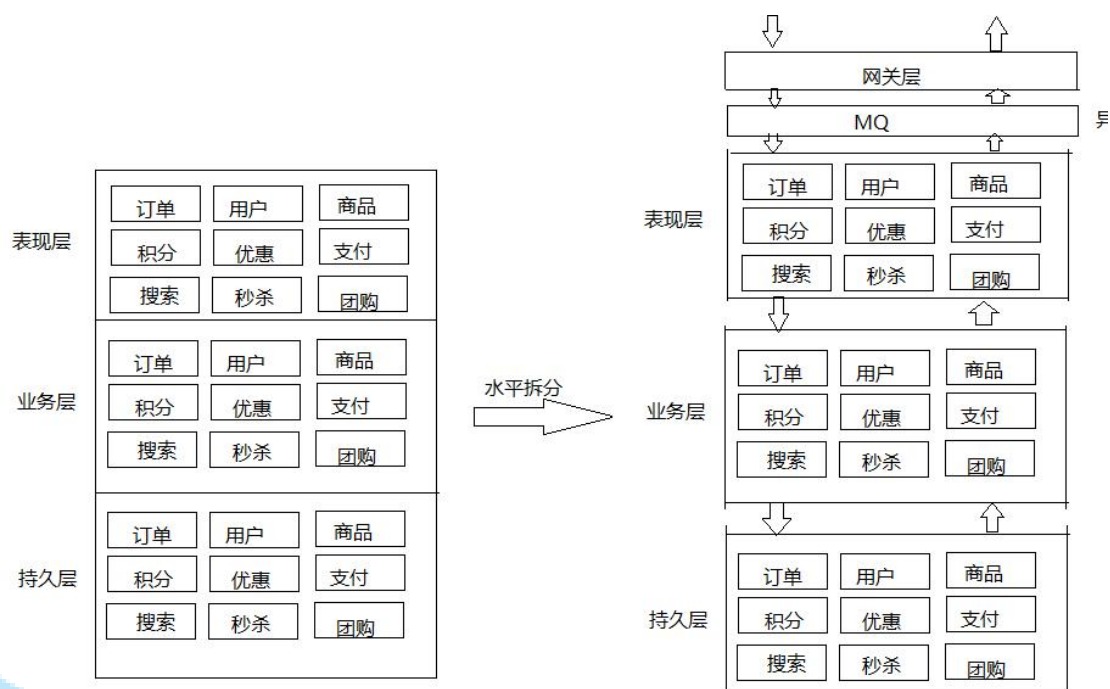 表现层
订单 用户 商品
积分 优惠 支付
搜索 秒杀 团购
业务层
订单 用户 商品
积分 优惠 支付
搜索 秒杀 团购
持久层
订单 用户 商品
积分 优惠 支付
搜索 秒杀 团购
水平拆分
网关层
MQ
异
表现层
订单 用户 商品
积分 优惠 支付
搜索 秒杀 团购
业务层
订单 用户 商品
积分 优惠 支付
搜索 秒杀 团购
持久层
订单 用户 商品
积分 优惠 支付
搜索 秒杀 团购